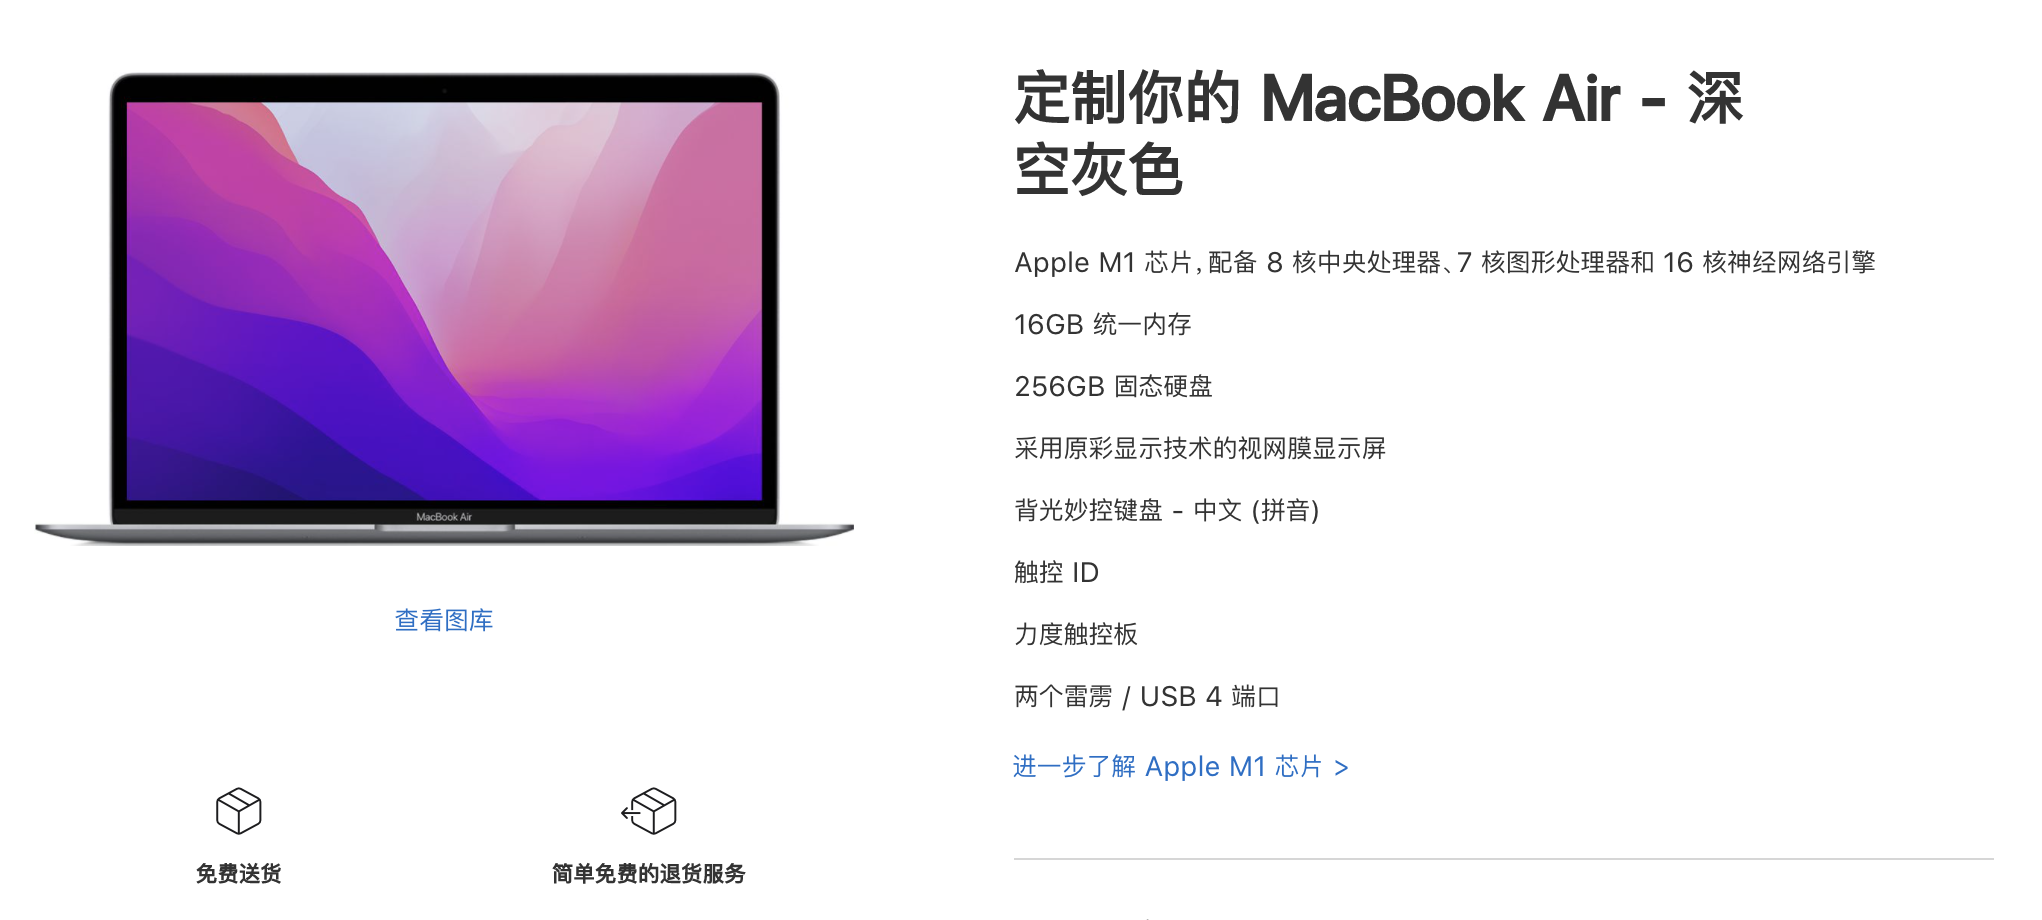 定制你的 MacBook Air - 深
空灰色
Apple M1 芯片，配备 8 核中央处理器、7 核图形处理器和 16 核神经网络引擎
16GB 统一内存
256GB 固态硬盘
采用原彩显示技术的视网膜显示屏
背光妙控键盘 - 中文 (拼音)
触控 ID
力度触控板
两个雷雳 / USB 4 端口
进一步了解 Apple M1 芯片 >
MacBook Air
查看图库
免费送货
简单免费的退货服务